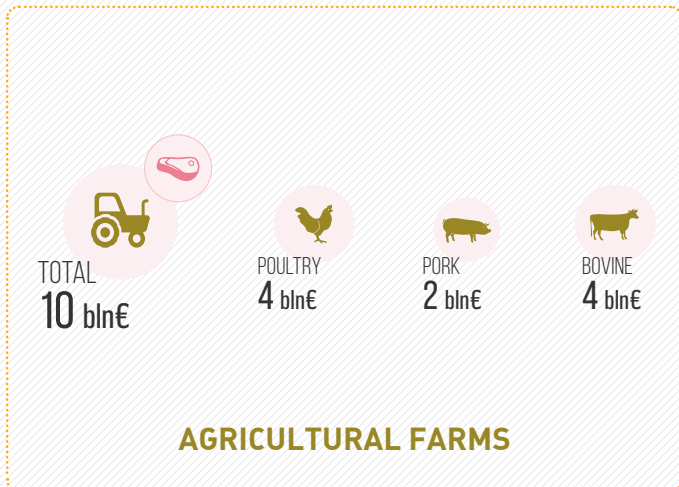 TOTAL
10 bln€
POULTRY
4 bln€
PORK
2 bln€
BOVINE
4 bln€
AGRICULTURAL FARMS